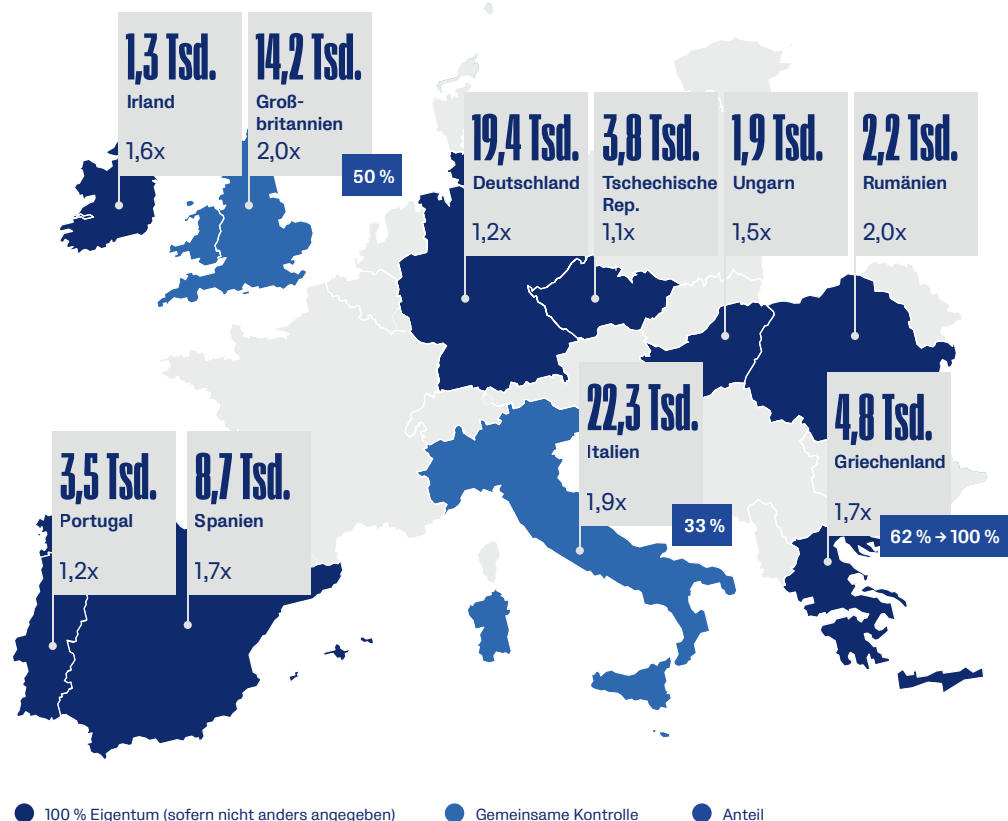 1,3 Tsd.
Irland
1,6x
14,2 Tsd.
Groß-
britannien
2,0x
50 %
19,4 Tsd.
Deutschland
1,2x
3,8 Tsd.
Tschechische
Rep.
1,1x
1,9 Tsd.
Ungarn
1,5x
2,2 Tsd.
Rumänien
2,0x
22,3 Tsd.
Italien
1,9x
33 %
4,8 Tsd.
Griechenland
1,7x
62 % → 100 %
3,5 Tsd.
Portugal
1,2x
8,7 Tsd.
Spanien
1,7x
100 % Eigentum (sofern nicht anders angegeben)
Gemeinsame Kontrolle
Anteil